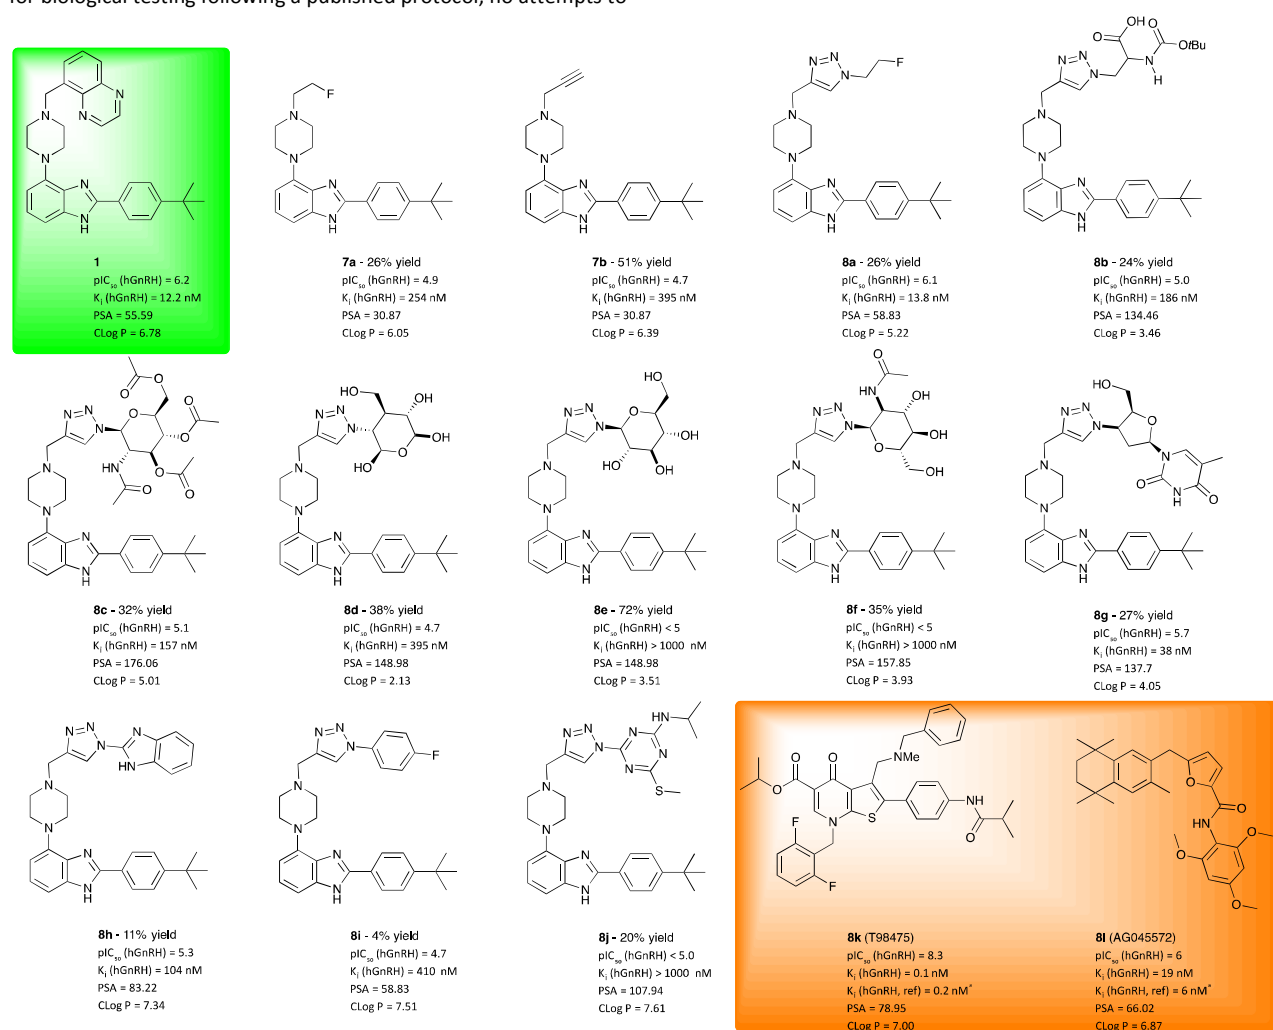 for biological testing following a published protocol, no attempts to
1
pIC50 (hGnRH) = 6.2
Ki (hGnRH) = 12.2 nM
PSA = 55.59
CLog P = 6.78
7a - 26% yield
pIC50 (hGnRH) = 4.9
Ki (hGnRH) = 254 nM
PSA = 30.87
CLog P = 6.05
7b - 51% yield
pIC50 (hGnRH) = 4.7
Ki (hGnRH) = 395 nM
PSA = 30.87
CLog P = 6.39
8a - 26% yield
pIC50 (hGnRH) = 6.1
Ki (hGnRH) = 13.8 nM
PSA = 58.83
CLog P = 5.22
8b - 24% yield
pIC50 (hGnRH) = 5.0
Ki (hGnRH) = 186 nM
PSA = 134.46
CLog P = 3.46
8c - 32% yield
pIC50 (hGnRH) = 5.1
Ki (hGnRH) = 157 nM
PSA = 176.06
CLog P = 5.01
8d - 38% yield
pIC50 (hGnRH) = 4.7
Ki (hGnRH) = 395 nM
PSA = 148.98
CLog P = 2.13
8e - 72% yield
pIC50 (hGnRH) < 5
Ki (hGnRH) > 1000 nM
PSA = 148.98
CLog P = 3.51
8f - 35% yield
pIC50 (hGnRH) < 5
Ki (hGnRH) > 1000 nM
PSA = 157.85
CLog P = 3.93
8g - 27% yield
pIC50 (hGnRH) = 5.7
Ki (hGnRH) = 38 nM
PSA = 137.7
CLog P = 4.05
8h - 11% yield
pIC50 (hGnRH) = 5.3
Ki (hGnRH) = 104 nM
PSA = 83.22
CLog P = 7.34
8i - 4% yield
pIC50 (hGnRH) = 4.7
Ki (hGnRH) = 410 nM
PSA = 58.83
CLog P = 7.51
8j - 20% yield
pIC50 (hGnRH) < 5.0
Ki (hGnRH) > 1000 nM
PSA = 107.94
CLog P = 7.61
8k (T98475)
pIC50 (hGnRH) = 8.3
Ki (hGnRH) = 0.1 nM
Ki (hGnRH, ref) = 0.2 nM*
PSA = 78.95
CLog P = 7.00
8l (AG045572)
pIC50 (hGnRH) = 6
Ki (hGnRH) = 19 nM
Ki (hGnRH, ref) = 6 nM*
PSA = 66.02
CLog P = 6.87